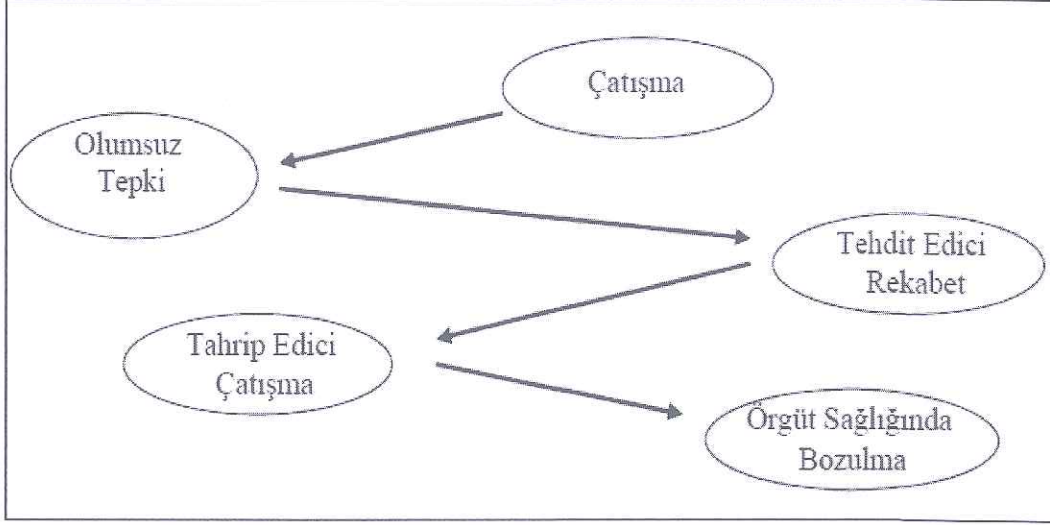 Çatışma
Olumsuz
Tepki
Tehdit Edici
Rekabet
Tahrip Edici
Çatışma
Örgüt Sağlığında
Bozulma